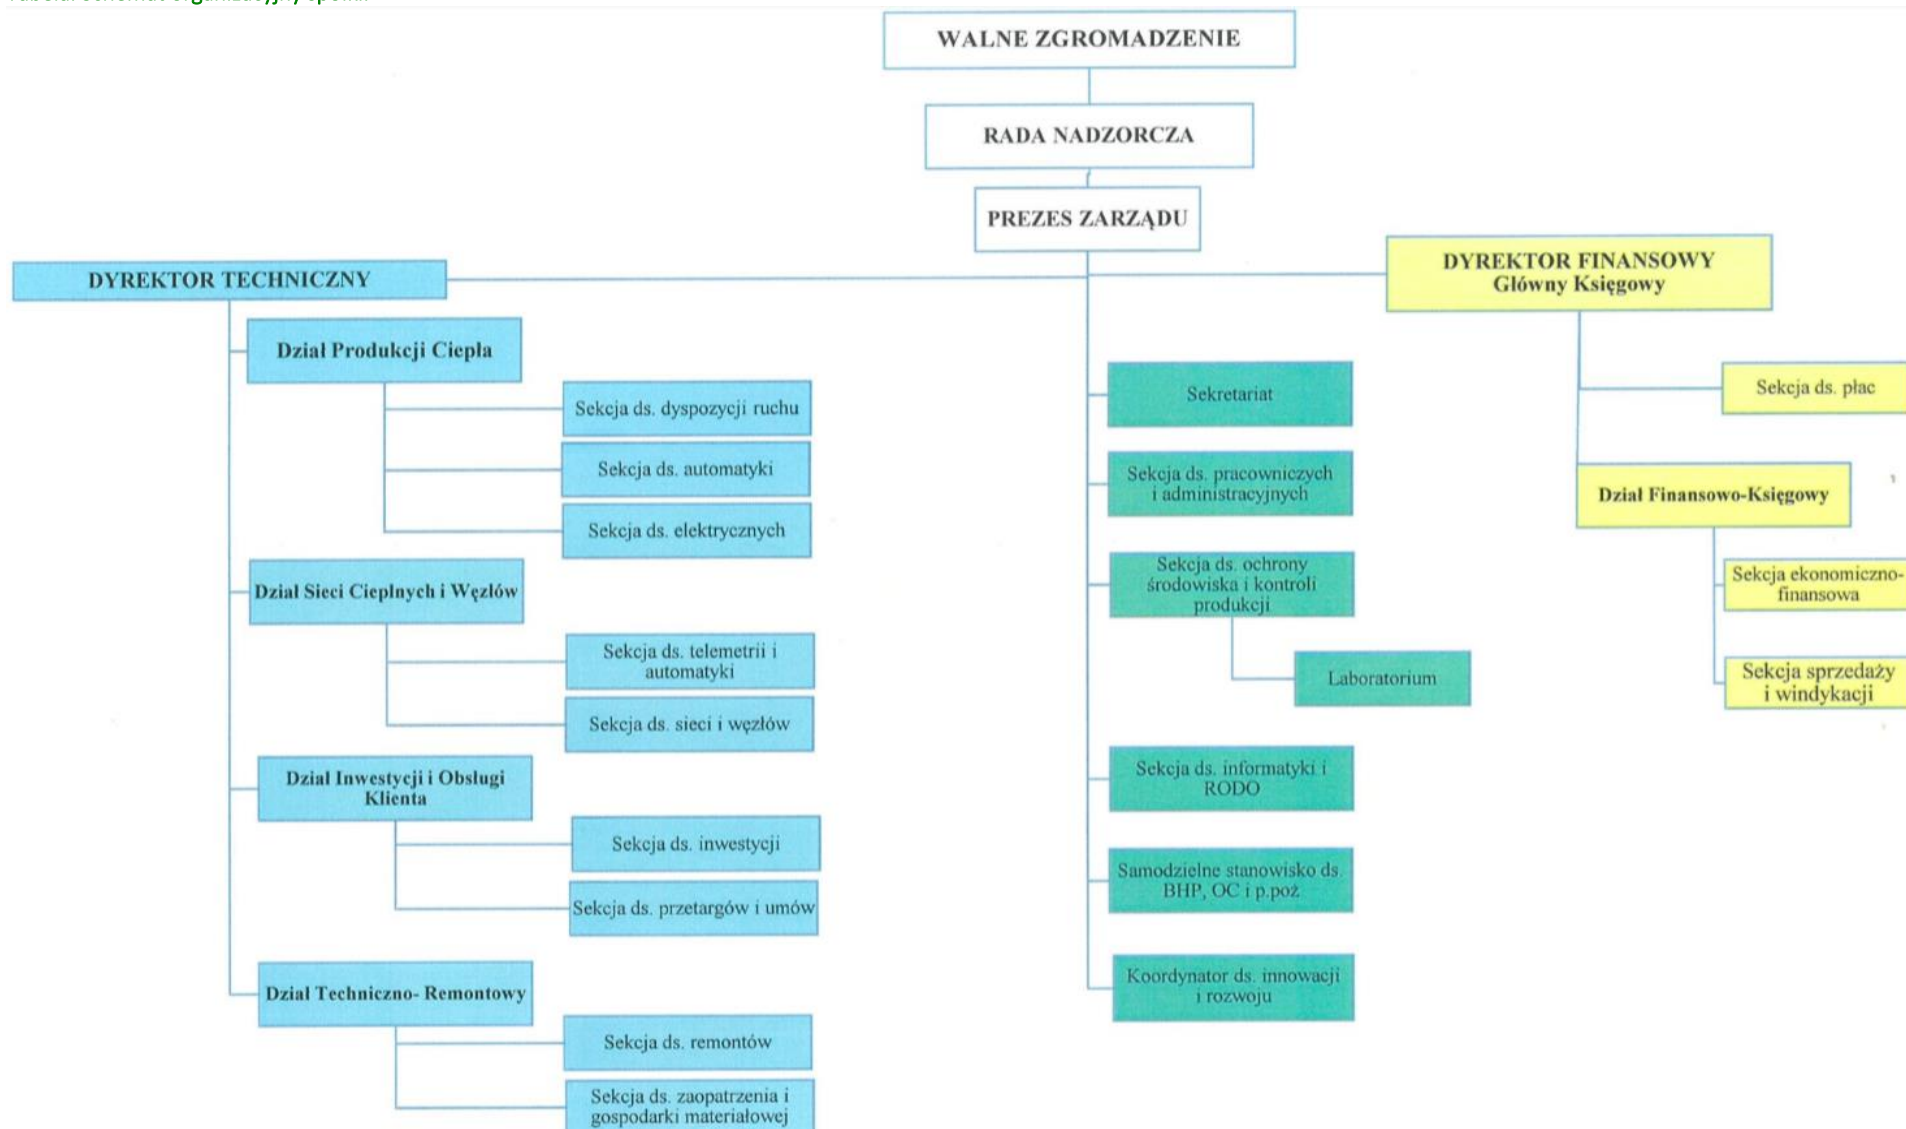 WALNE ZGROMADZENIE
RADA NADZORCZA
PREZES ZARZĄDU
DYREKTOR TECHNICZNY
DYREKTOR FINANSOWY
Główny Księgowy
Dział Produkcji Ciepła
Sekcja ds. dyspozycji ruchu
Sekcja ds. automatyki
Sekcja ds. elektrycznych
Dział Sieci Cieplnych i Węzłów
Sekcja ds. telemetrii i
automatyki
Sekcja ds. sieci i węzłów
Dział Inwestycji i Obsługi
Klienta
Sekcja ds. inwestycji
Sekcja ds. przetargów i umów
Dział Techniczno- Remontowy
Sekcja ds. remontów
Sekcja ds. zaopatrzenia i
gospodarki materiałowej
Sekretariat
Sekcja ds. pracowniczych
i administracyjnych
Sekcja ds. ochrony
środowiska i kontroli
produkcji
Laboratorium
Sekcja ds. informatyki i
RODO
Samodzielne stanowisko ds.
BHP, OC i p.poż
Koordynator ds. innowacji
i rozwoju
Sekcja ds. płac
Dział Finansowo-Księgowy
Sekcja ekonomiczno-
finansowa
Sekcja sprzedaży
i windykacji